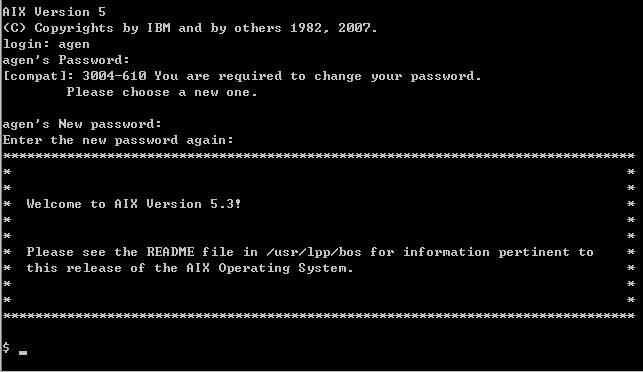 AIX Version 5
(C) Copyrights by IBM and by others 1982, 2007.
login: agen
agen's Password:
[compat]: 3004-610 You are required to change your password.
        Please choose a new one.

agen's New password:
Enter the new password again:
*******************************************************************************
*                                                                             *
*                                                                             *
*  Welcome to AIX Version 5.3!                                                *
*                                                                             *
*                                                                             *
*  Please see the README file in /usr/lpp/bos for information pertinent to    *
*  this release of the AIX Operating System.                                  *
*                                                                             *
*                                                                             *
*******************************************************************************

$ _